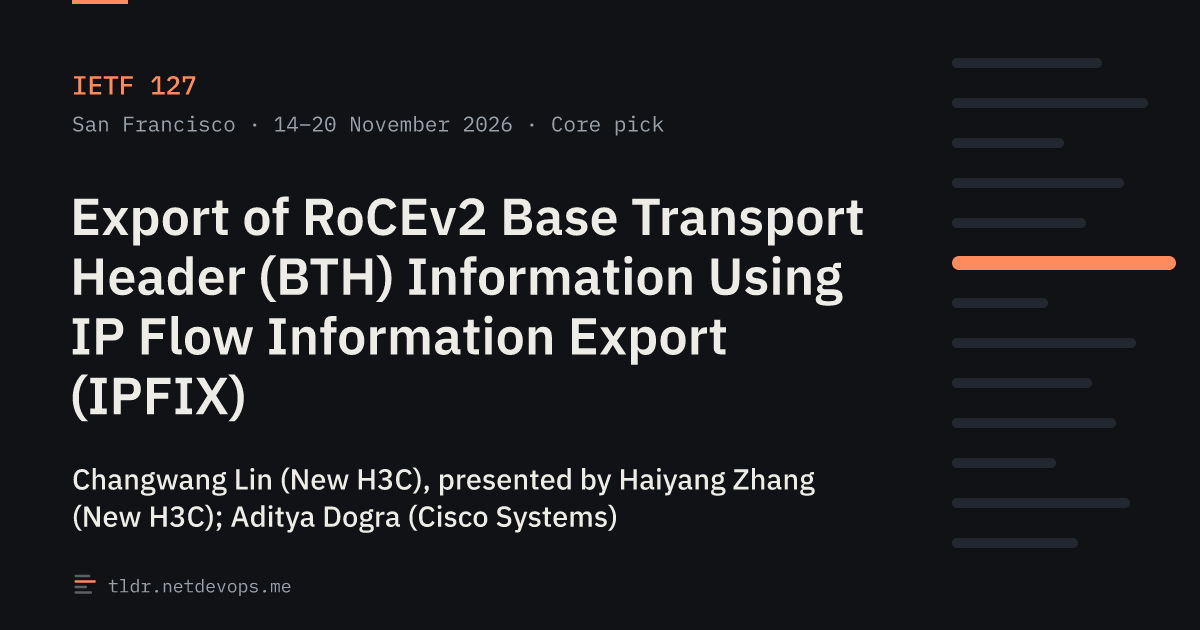 IETF 127
San Francisco · 14–20 November 2026 · Core pick
Export of RoCEv2 Base Transport
Header (BTH) Information Using
IP Flow Information Export
(IPFIX)
Changwang Lin (New H3C), presented by Haiyang Zhang
(New H3C); Aditya Dogra (Cisco Systems)
tldr.netdevops.me